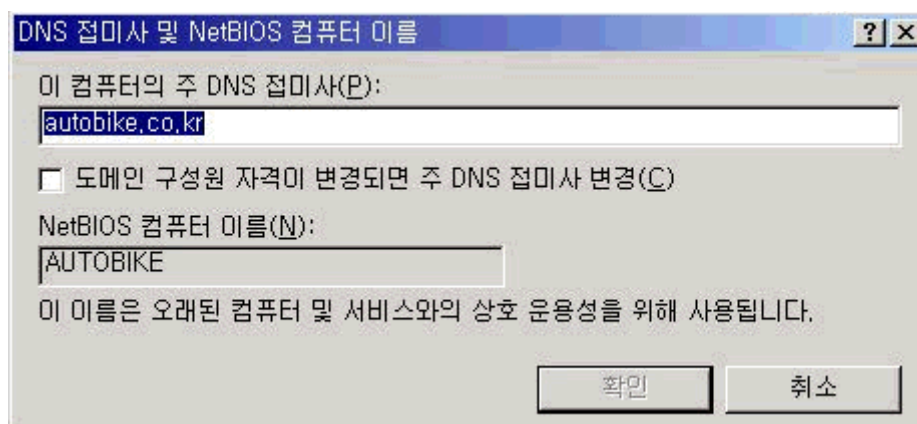 DNS 접미사 및 NetBIOS 컴퓨터 이름
이 컴퓨터의 주 DNS 접미사(P):
autobike.co.kr
도메인 구성원 자격이 변경되면 주 DNS 접미사 변경(C)
NetBIOS 컴퓨터 이름(N):
AUTOBIKE
이 이름은 오래된 컴퓨터 및 서비스와의 상호 운용성을 위해 사용됩니다.
확인 취소